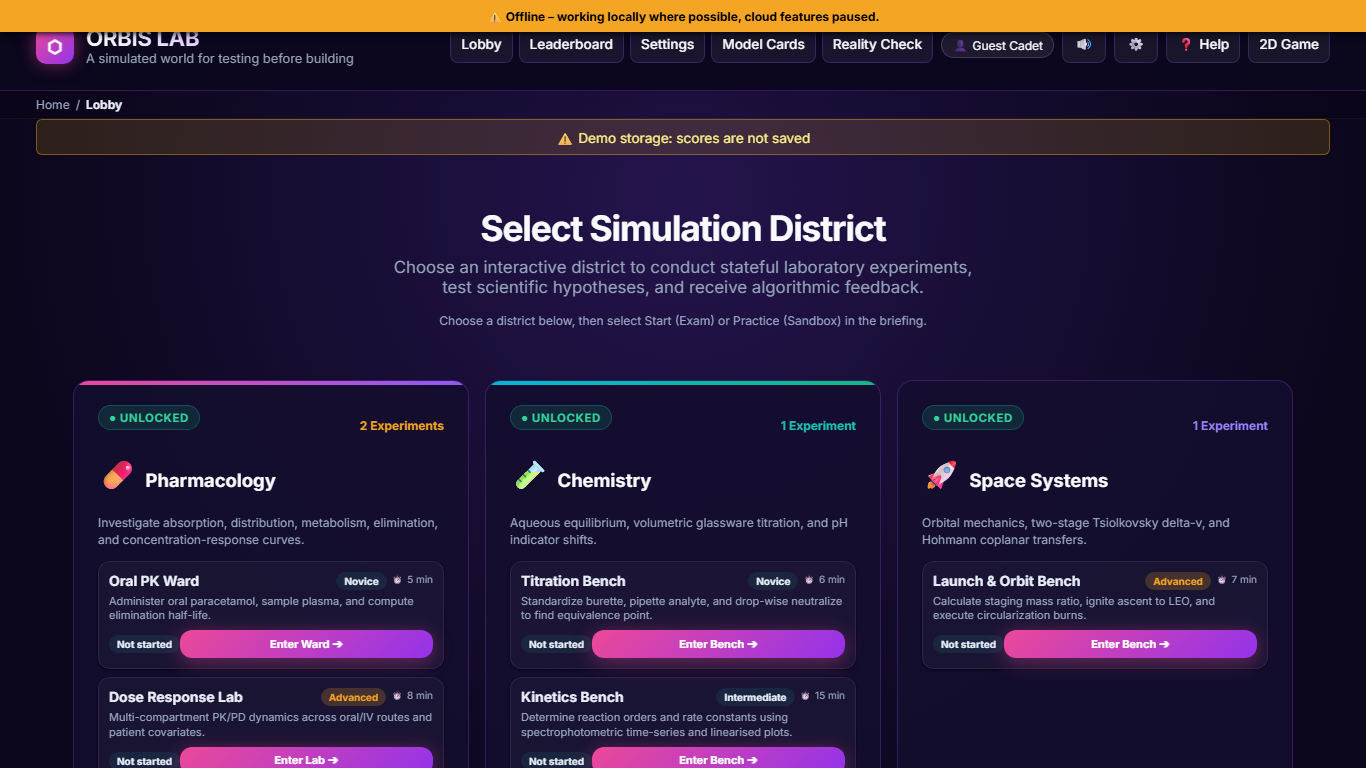 ⚠️ Offline – working locally where possible, cloud features paused.
ORBIS LAB
A simulated world for testing before building
Lobby
Leaderboard
Settings
Model Cards
Reality Check
Guest Cadet
❓ Help
2D Game
Home / Lobby
⚠️ Demo storage: scores are not saved
Select Simulation District
Choose an interactive district to conduct stateful laboratory experiments,
test scientific hypotheses, and receive algorithmic feedback.
Choose a district below, then select Start (Exam) or Practice (Sandbox) in the briefing.
● UNLOCKED
2 Experiments
Pharmacology
Investigate absorption, distribution, metabolism, elimination,
and concentration-response curves.
Oral PK Ward
Novice
5 min
Administer oral paracetamol, sample plasma, and compute
elimination half-life.
Not started
Enter Ward ➔
Dose Response Lab
Advanced
8 min
Multi-compartment PK/PD dynamics across oral/IV routes and
patient covariates.
Not started
Enter Lab ➔
● UNLOCKED
1 Experiment
Chemistry
Aqueous equilibrium, volumetric glassware titration, and pH
indicator shifts.
Titration Bench
Novice
6 min
Standardize burette, pipette analyte, and drop-wise neutralize
to find equivalence point.
Not started
Enter Bench ➔
Kinetics Bench
Intermediate
15 min
Determine reaction orders and rate constants using
spectrophotometric time-series and linearised plots.
Not started
Enter Bench ➔
● UNLOCKED
1 Experiment
Space Systems
Orbital mechanics, two-stage Tsiolkovsky delta-v, and
Hohmann coplanar transfers.
Launch & Orbit Bench
Advanced
7 min
Calculate staging mass ratio, ignite ascent to LEO, and
execute circularization burns.
Not started
Enter Bench ➔